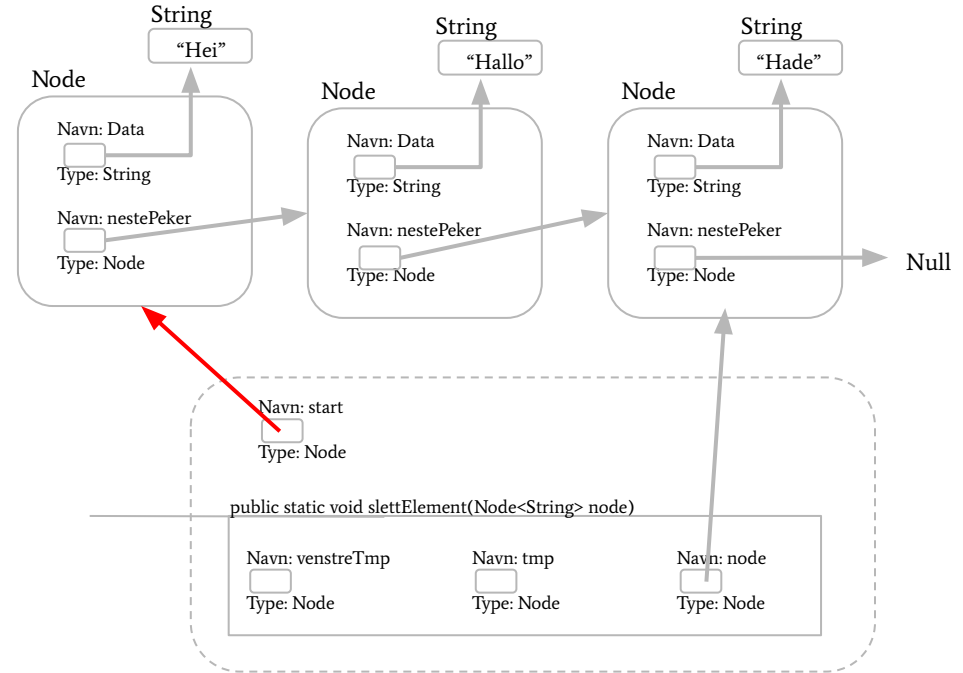 String
“Hei”
Node
Navn: Data
Type: String
Navn: nestePeker
Type: Node
String
“Hallo”
Node
Navn: Data
Type: String
Navn: nestePeker
Type: Node
String
“Hade”
Node
Navn: Data
Type: String
Navn: nestePeker
Type: Node
Null
Navn: start
Type: Node
public static void slettElement(Node<String> node)
Navn: venstreTmp
Type: Node
Navn: tmp
Type: Node
Navn: node
Type: Node